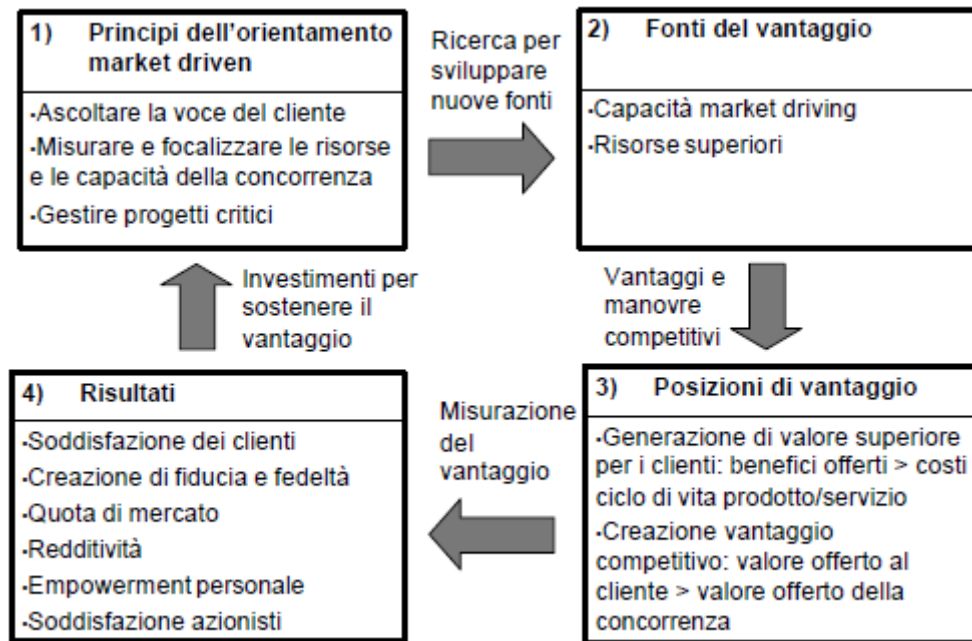 1) Principi dell'orientamento
market driven
·Ascoltare la voce del cliente
·Misurare e focalizzare le risorse
e le capacità della concorrenza
·Gestire progetti critici
Ricerca per
sviluppare
nuove fonti
2) Fonti del vantaggio
·Capacità market driving
·Risorse superiori
Investimenti per
sostenere il
vantaggio
Vantaggi e
manovre
competitivi
4) Risultati
·Soddisfazione dei clienti
·Creazione di fiducia e fedeltà
·Quota di mercato
·Redditività
·Empowerment personale
·Soddisfazione azionisti
Misurazione
del
vantaggio
3) Posizioni di vantaggio
·Generazione di valore superiore
per i clienti: benefici offerti > costi
ciclo di vita prodotto/servizio
·Creazione vantaggio
competitivo: valore offerto al
cliente > valore offerto della
concorrenza